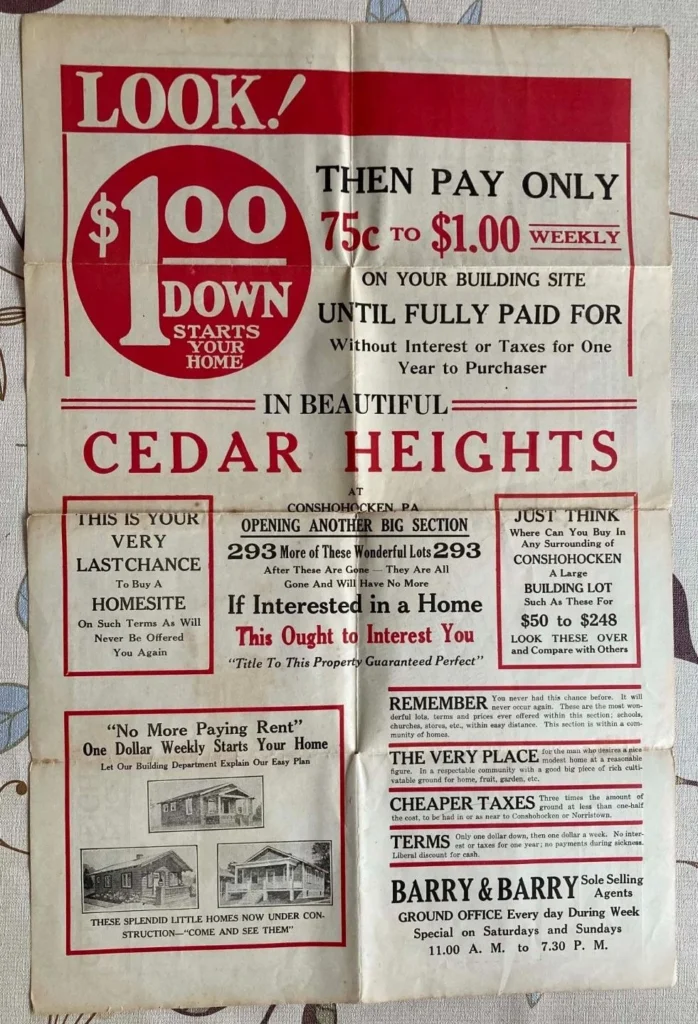 LOOK!
$1.00
DOWN
STARTS
YOUR
HOME
THEN PAY ONLY
75c TO $1.00 WEEKLY
ON YOUR BUILDING SITE
UNTIL FULLY PAID FOR
Without Interest or Taxes for One
Year to Purchaser
IN BEAUTIFUL
CEDAR HEIGHTS
AT
CONSHOHOCKEN, PA
THIS IS YOUR
VERY
LAST CHANCE
To Buy A
HOMESITE
On Such Terms As Will
Never Be Offered
You Again
OPENING ANOTHER BIG SECTION
293 More of These Wonderful Lots 293
After These Are Gone — They Are All
Gone And Will Have No More
If Interested in a Home
This Ought to Interest You
"Title To This Property Guaranteed Perfect"
JUST THINK
Where Can You Buy In
Any Surrounding of
CONSHOHOCKEN
A Large
BUILDING LOT
Such As These For
$50 to $248
LOOK THESE OVER
and Compare with Others
"No More Paying Rent"
One Dollar Weekly Starts Your Home
Let Our Building Department Explain Our Easy Plan
THESE SPLENDID LITTLE HOMES NOW UNDER CON-
STRUCTION—"COME AND SEE THEM"
REMEMBER You never had this chance before. It will
never occur again. These are the most won-
derful lots, terms and prices ever offered within this section; schools,
churches, stores, etc., within easy distance. This section is within a com-
munity of homes.
THE VERY PLACE for the man who desires a nice
modest home at a reasonable
figure. In a respectable community with a good big piece of rich culti-
vatable ground for home, fruit, garden, etc.
CHEAPER TAXES Three times the amount of
ground at less than one-half
the cost, to be had in or as near to Conshohocken or Norristown.
TERMS Only one dollar down, then one dollar a week. No inter-
est or taxes for one year; no payments during sickness.
Liberal discount for cash.
BARRY & BARRY Sole Selling
Agents
GROUND OFFICE Every day During Week
Special on Saturdays and Sundays
11.00 A. M. to 7.30 P. M.